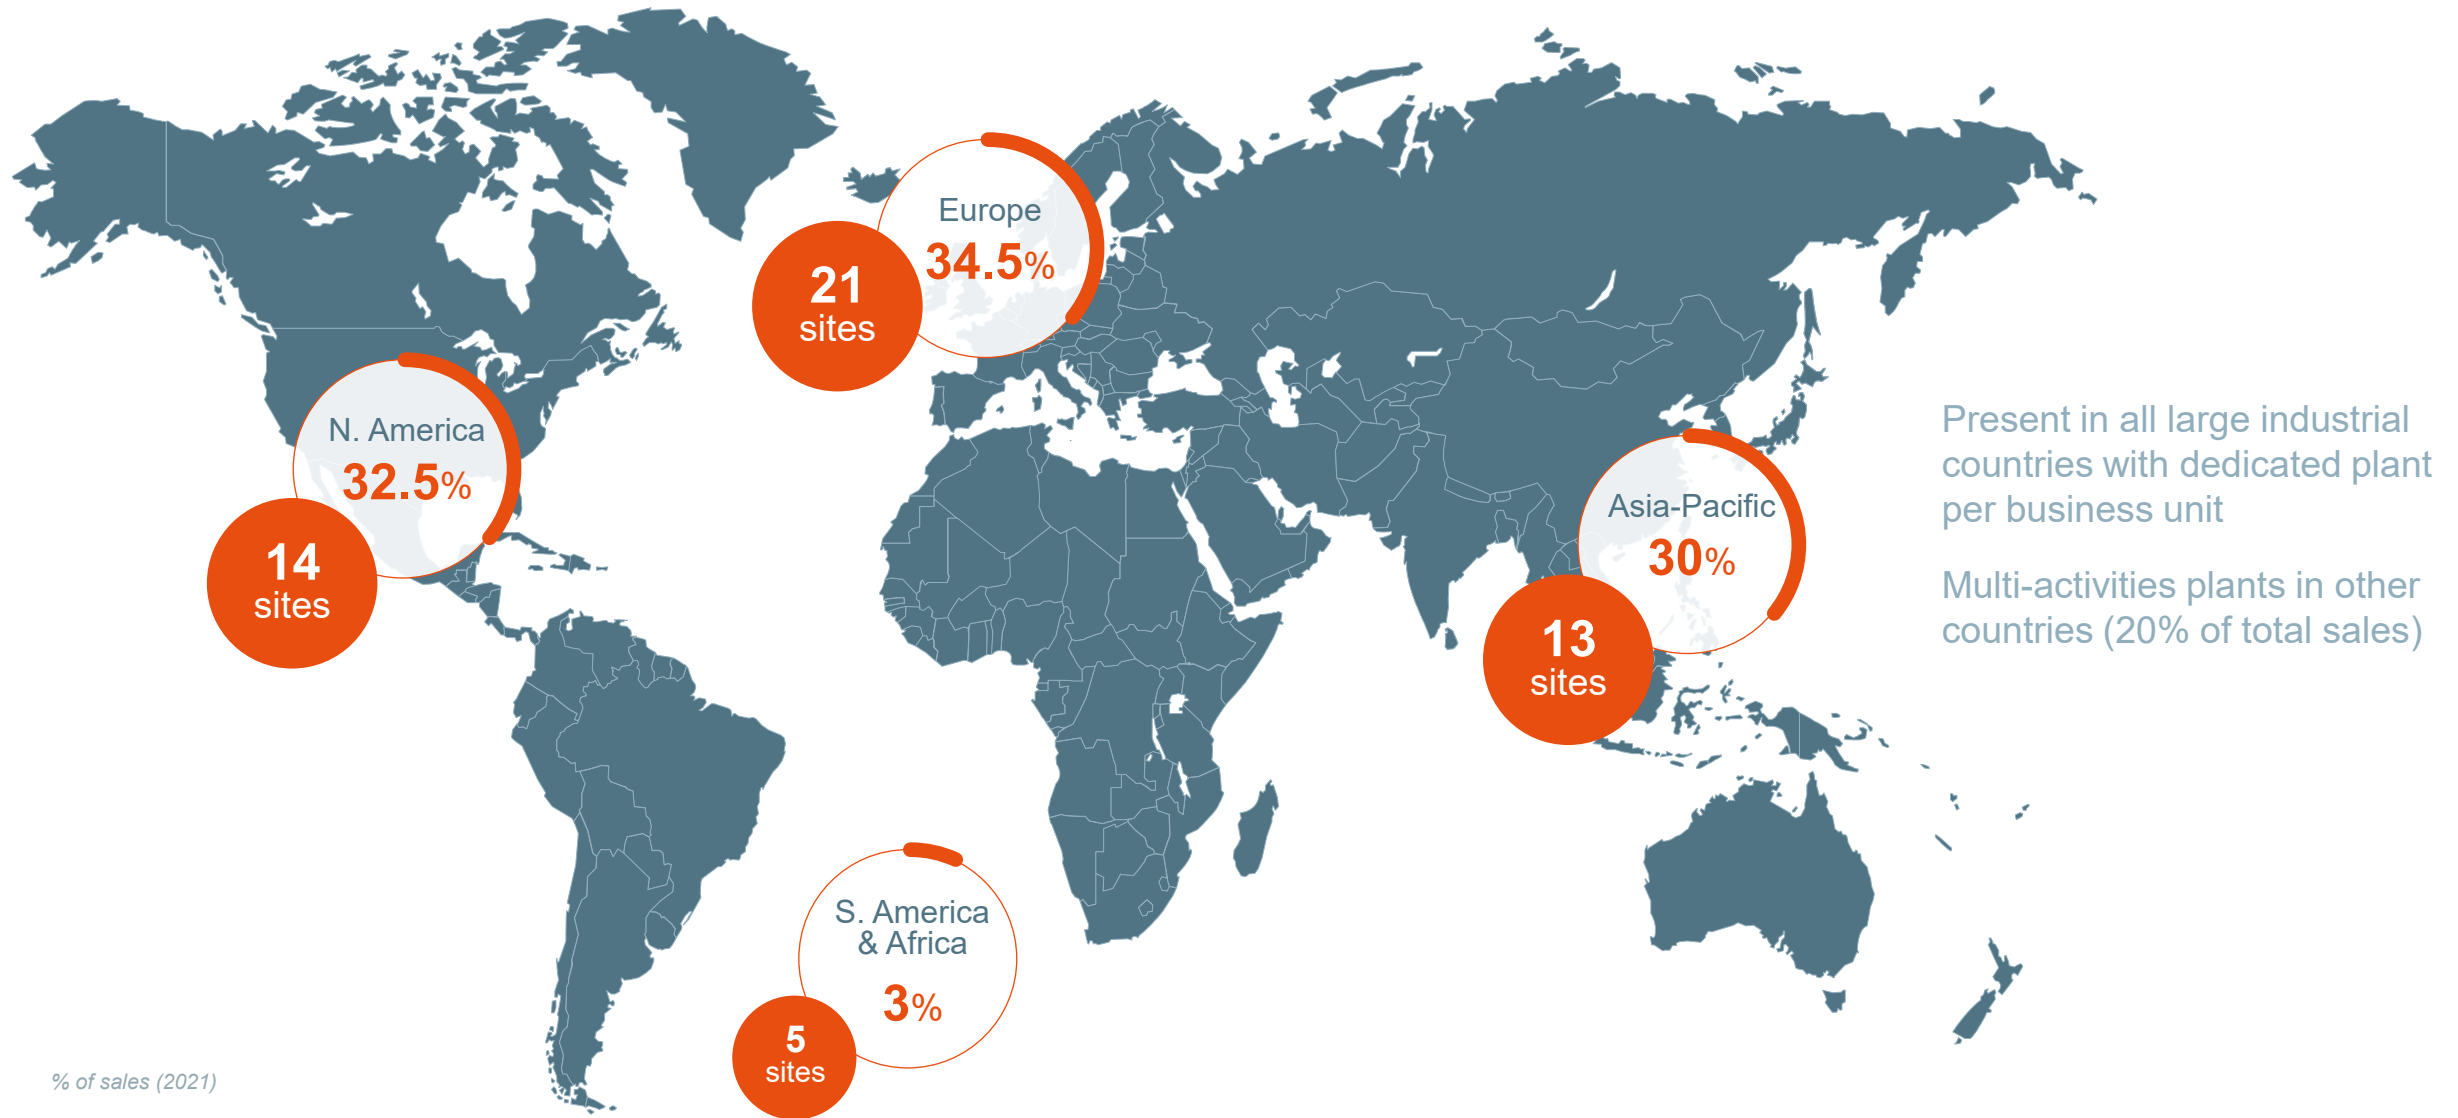 Europe
34.5%
21
sites
N. America
32.5%
14
sites
Asia-Pacific
30%
13
sites
S. America
& Africa
3%
5
sites
Present in all large industrial
countries with dedicated plant
per business unit
Multi-activities plants in other
countries (20% of total sales)
% of sales (2021)